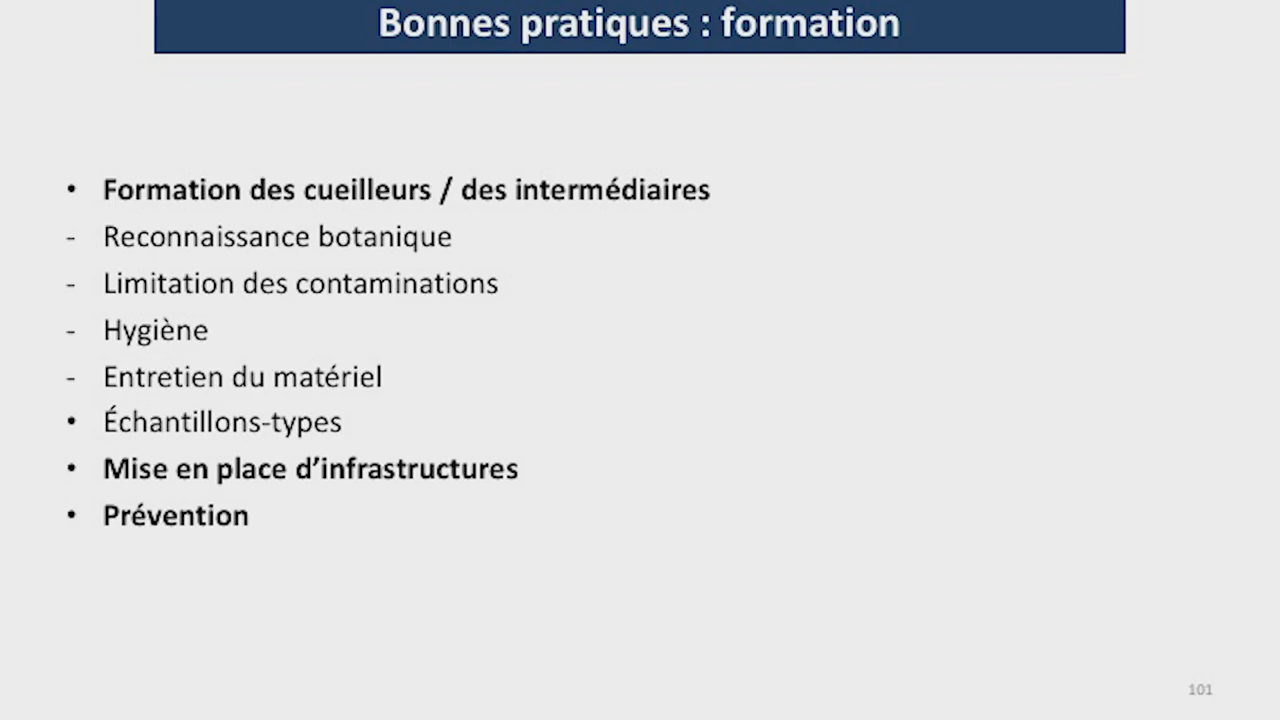 Bonnes pratiques : formation
• Formation des cueilleurs / des intermédiaires
- Reconnaissance botanique
- Limitation des contaminations
- Hygiène
- Entretien du matériel
• Échantillons-types
• Mise en place d’infrastructures
• Prévention
101